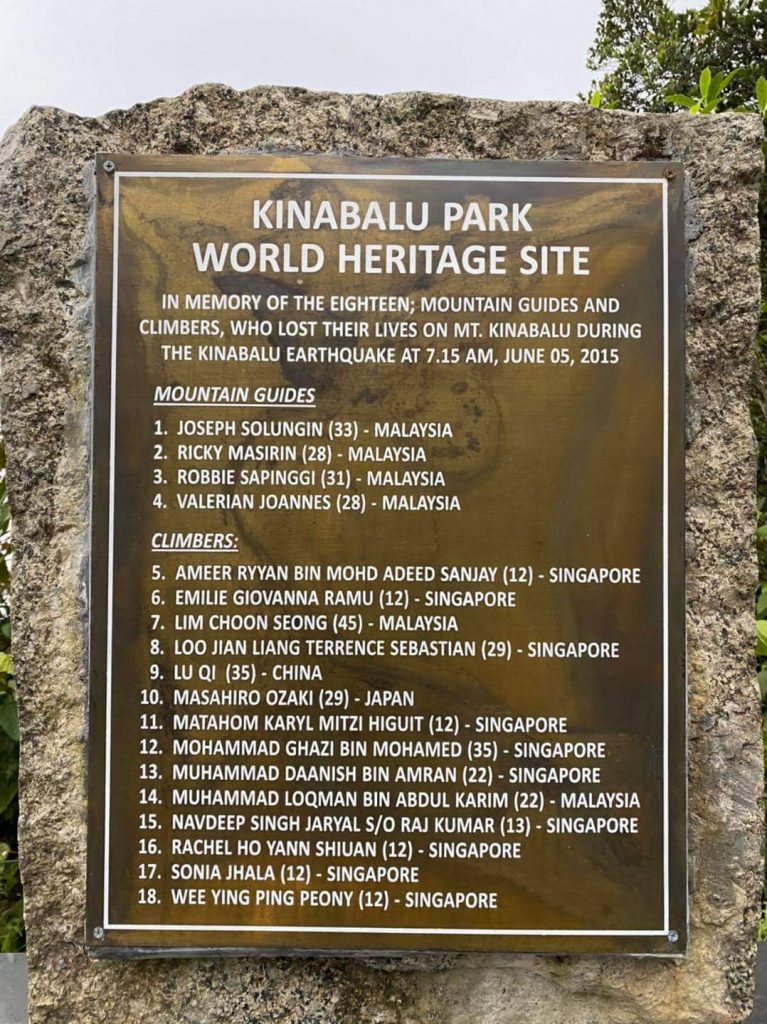 KINABALU PARK
WORLD HERITAGE SITE
IN MEMORY OF THE EIGHTEEN; MOUNTAIN GUIDES AND
CLIMBERS, WHO LOST THEIR LIVES ON MT. KINABALU DURING
THE KINABALU EARTHQUAKE AT 7.15 AM, JUNE 05, 2015
MOUNTAIN GUIDES
1. JOSEPH SOLUNGIN (33) - MALAYSIA
2. RICKY MASIRIN (28) - MALAYSIA
3. ROBBIE SAPINGGI (31) - MALAYSIA
4. VALERIAN JOANNES (28) - MALAYSIA
CLIMBERS:
5. AMEER RYYAN BIN MOHD ADEED SANJAY (12) - SINGAPORE
6. EMILIE GIOVANNA RAMU (12) - SINGAPORE
7. LIM CHOON SEONG (45) - MALAYSIA
8. LOO JIAN LIANG TERRENCE SEBASTIAN (29) - SINGAPORE
9. LU QI (35) - CHINA
10. MASAHIRO OZAKI (29) - JAPAN
11. MATAHOM KARYL MITZI HIGUIT (12) - SINGAPORE
12. MOHAMMAD GHAZI BIN MOHAMED (35) - SINGAPORE
13. MUHAMMAD DAANISH BIN AMRAN (22) - SINGAPORE
14. MUHAMMAD LOQMAN BIN ABDUL KARIM (22) - MALAYSIA
15. NAVDEEP SINGH JARYAL S/O RAJ KUMAR (13) - SINGAPORE
16. RACHEL HO YANN SHIUAN (12) - SINGAPORE
17. SONIA JHALA (12) - SINGAPORE
18. WEE YING PING PEONY (12) - SINGAPORE